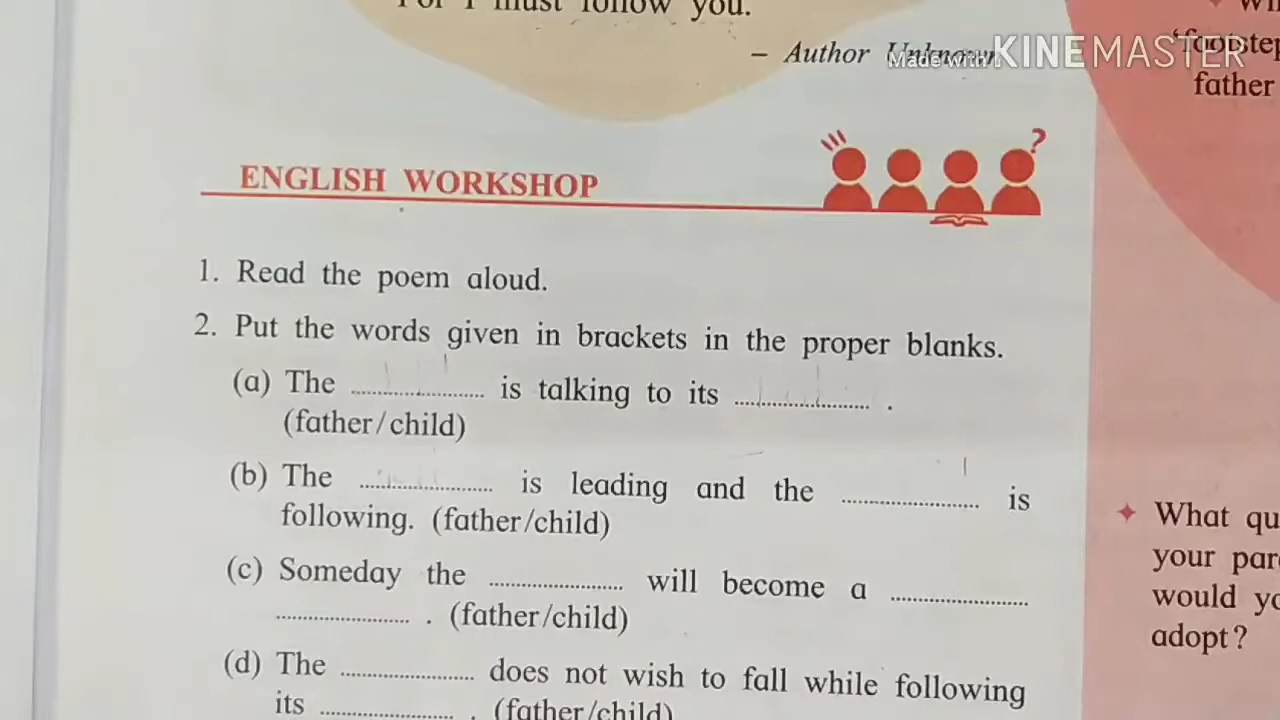 For I must follow you.
– Author Unknown
Made with
KINEMASTER
father
ENGLISH WORKSHOP
?
1. Read the poem aloud.
2. Put the words given in brackets in the proper blanks.
(a) The .................... is talking to its .................... .
(father/child)
(b) The .................... is leading and the .................... is
following. (father/child)
(c) Someday the .................... will become a ....................
.................... . (father/child)
(d) The .................... does not wish to fall while following
its .................... . (father/child)
What qu
your par
would yo
adopt?